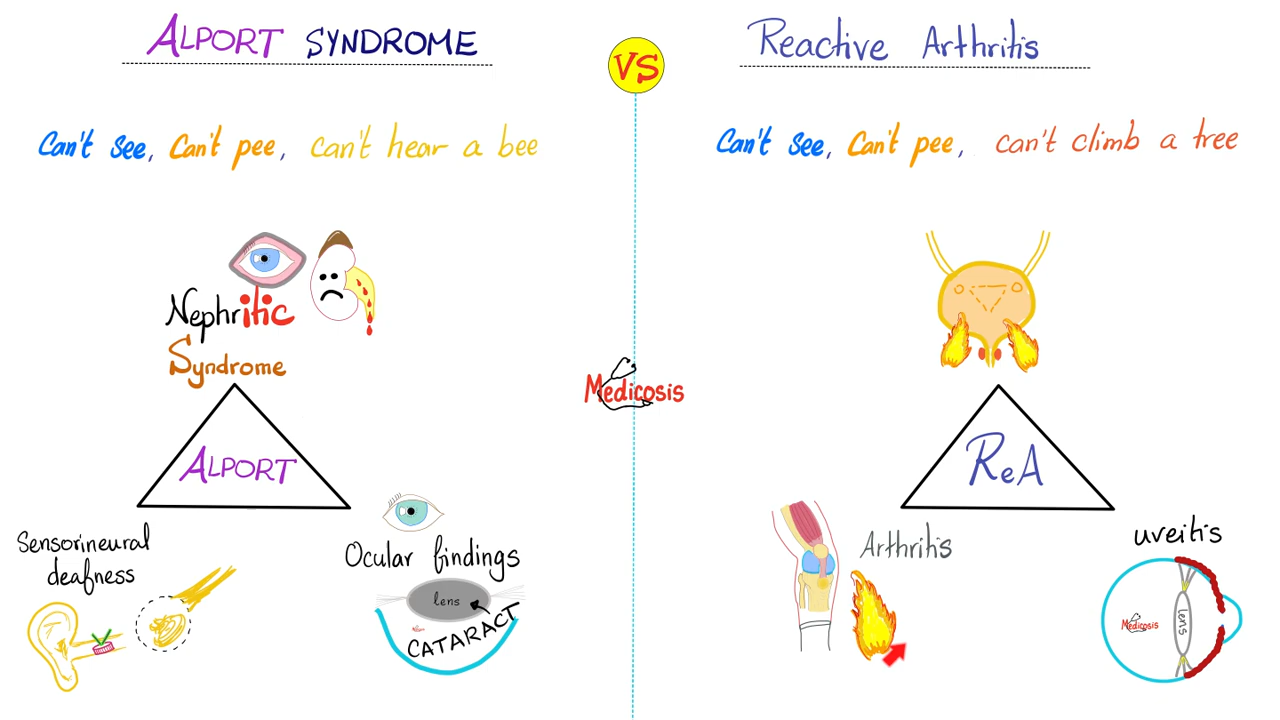 ALPORT SYNDROME
Can't see, Can't pee, can't hear a bee
Nephritic
Syndrome
ALPORT
Sensorineural
deafness
Ocular findings
lens
CATARACT
VS
Medicosis
Reactive Arthritis
Can't see, Can't pee, can't climb a tree
ReA
Arthritis
uveitis
Medicosis
lens